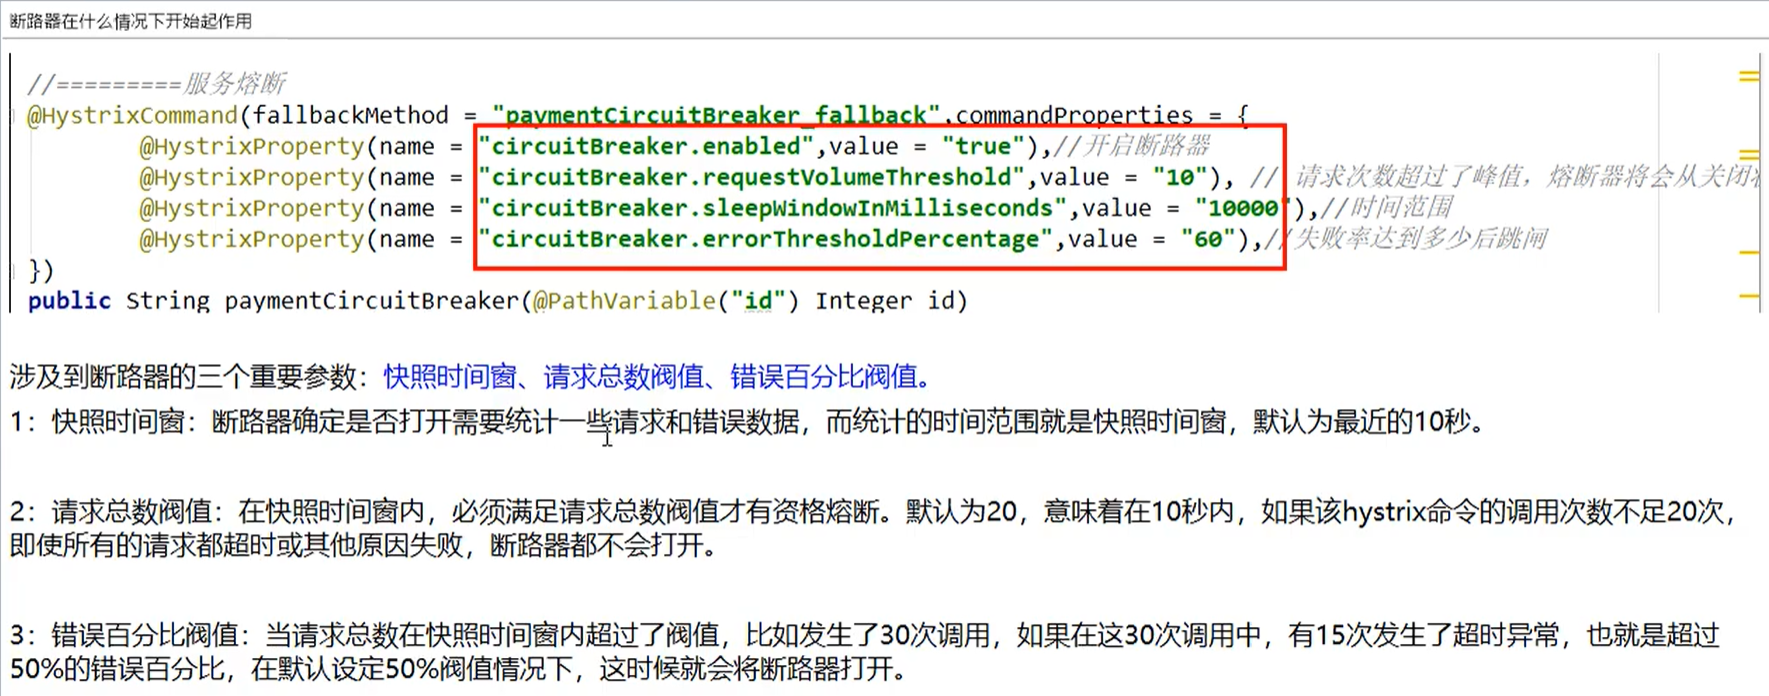 断路器在什么情况下开始起作用
//=========服务熔断
@HystrixCommand(fallbackMethod = "paymentCircuitBreaker_fallback",commandProperties = {
@HystrixProperty(name = "circuitBreaker.enabled",value = "true"),//开启断路器
@HystrixProperty(name = "circuitBreaker.requestVolumeThreshold",value = "10"), // 请求次数超过了峰值，熔断器将会从关闭
@HystrixProperty(name = "circuitBreaker.sleepWindowInMilliseconds",value = "10000"),//时间范围
@HystrixProperty(name = "circuitBreaker.errorThresholdPercentage",value = "60"),//失败率达到多少后跳闸
})
public String paymentCircuitBreaker(@PathVariable("id") Integer id)
涉及到断路器的三个重要参数：快照时间窗、请求总数阀值、错误百分比阀值。
1：快照时间窗：断路器确定是否打开需要统计一些请求和错误数据，而统计的时间范围就是快照时间窗，默认为最近的10秒。
2：请求总数阀值：在快照时间窗内，必须满足请求总数阀值才有资格熔断。默认为20，意味着在10秒内，如果该hystrix命令的调用次数不足20次，
即使所有的请求都超时或其他原因失败，断路器都不会打开。
3：错误百分比阀值：当请求总数在快照时间窗内超过了阀值，比如发生了30次调用，如果在这30次调用中，有15次发生了超时异常，也就是超过
50%的错误百分比，在默认设定50%阀值情况下，这时候就会将断路器打开。